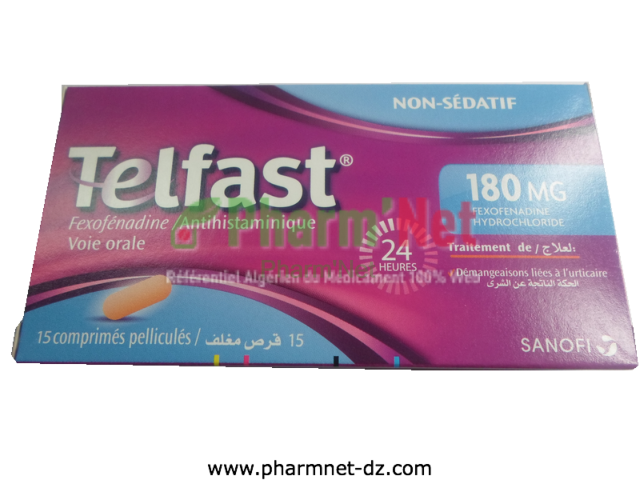 NON-SÉDATIF
Telfast®
Fexofénadine / Antihistaminique
Voie orale
180 MG
FEXOFENADINE
HYDROCHLORIDE
24
HEURES
Traitement de / العلاج:
Démangeaisons liées à l'urticaire
الحكة الناتجة عن الشرى
PharmNet
Référentiel Algérien du Médicament 100% Web
15 comprimés pelliculés / 15 قرص مغلف
SANOFI
www.pharmnet-dz.com